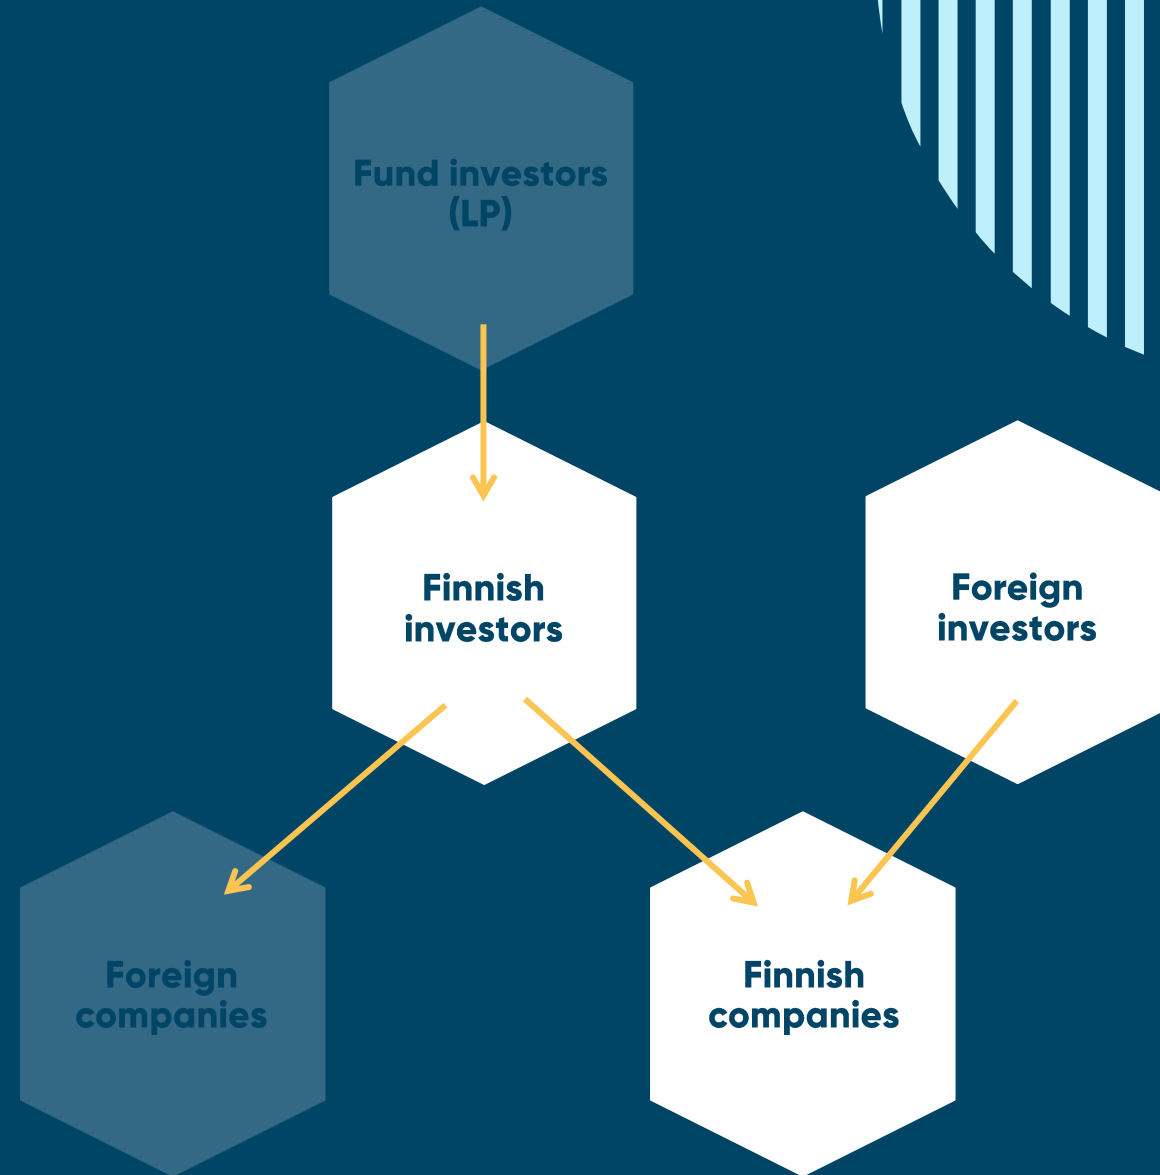 Fund investors
(LP)
Finnish
investors
Foreign
investors
Foreign
companies
Finnish
companies